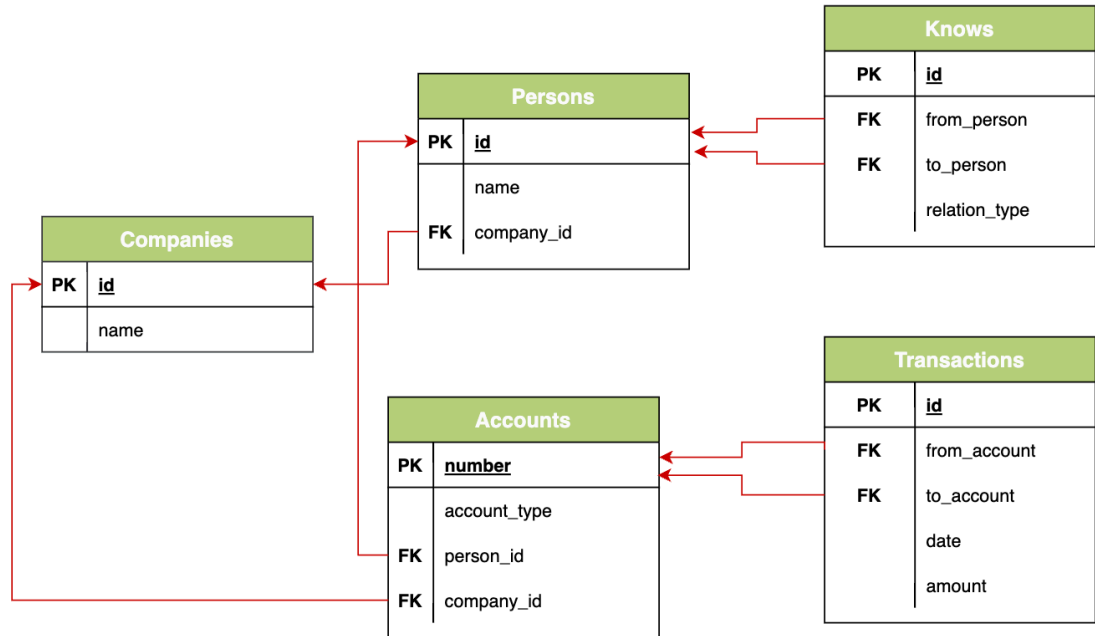 Knows
PK id
FK from_person
FK to_person
relation_type
Persons
PK id
name
FK company_id
Companies
PK id
name
Transactions
PK id
FK from_account
FK to_account
date
amount
Accounts
PK number
account_type
FK person_id
FK company_id